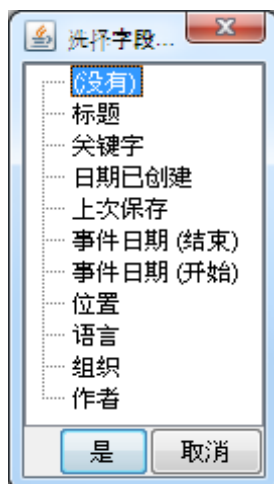 选择字段...
(没有)
标题
关键字
日期已创建
上次保存
事件日期 (结束)
事件日期 (开始)
位置
语言
组织
作者
是
取消